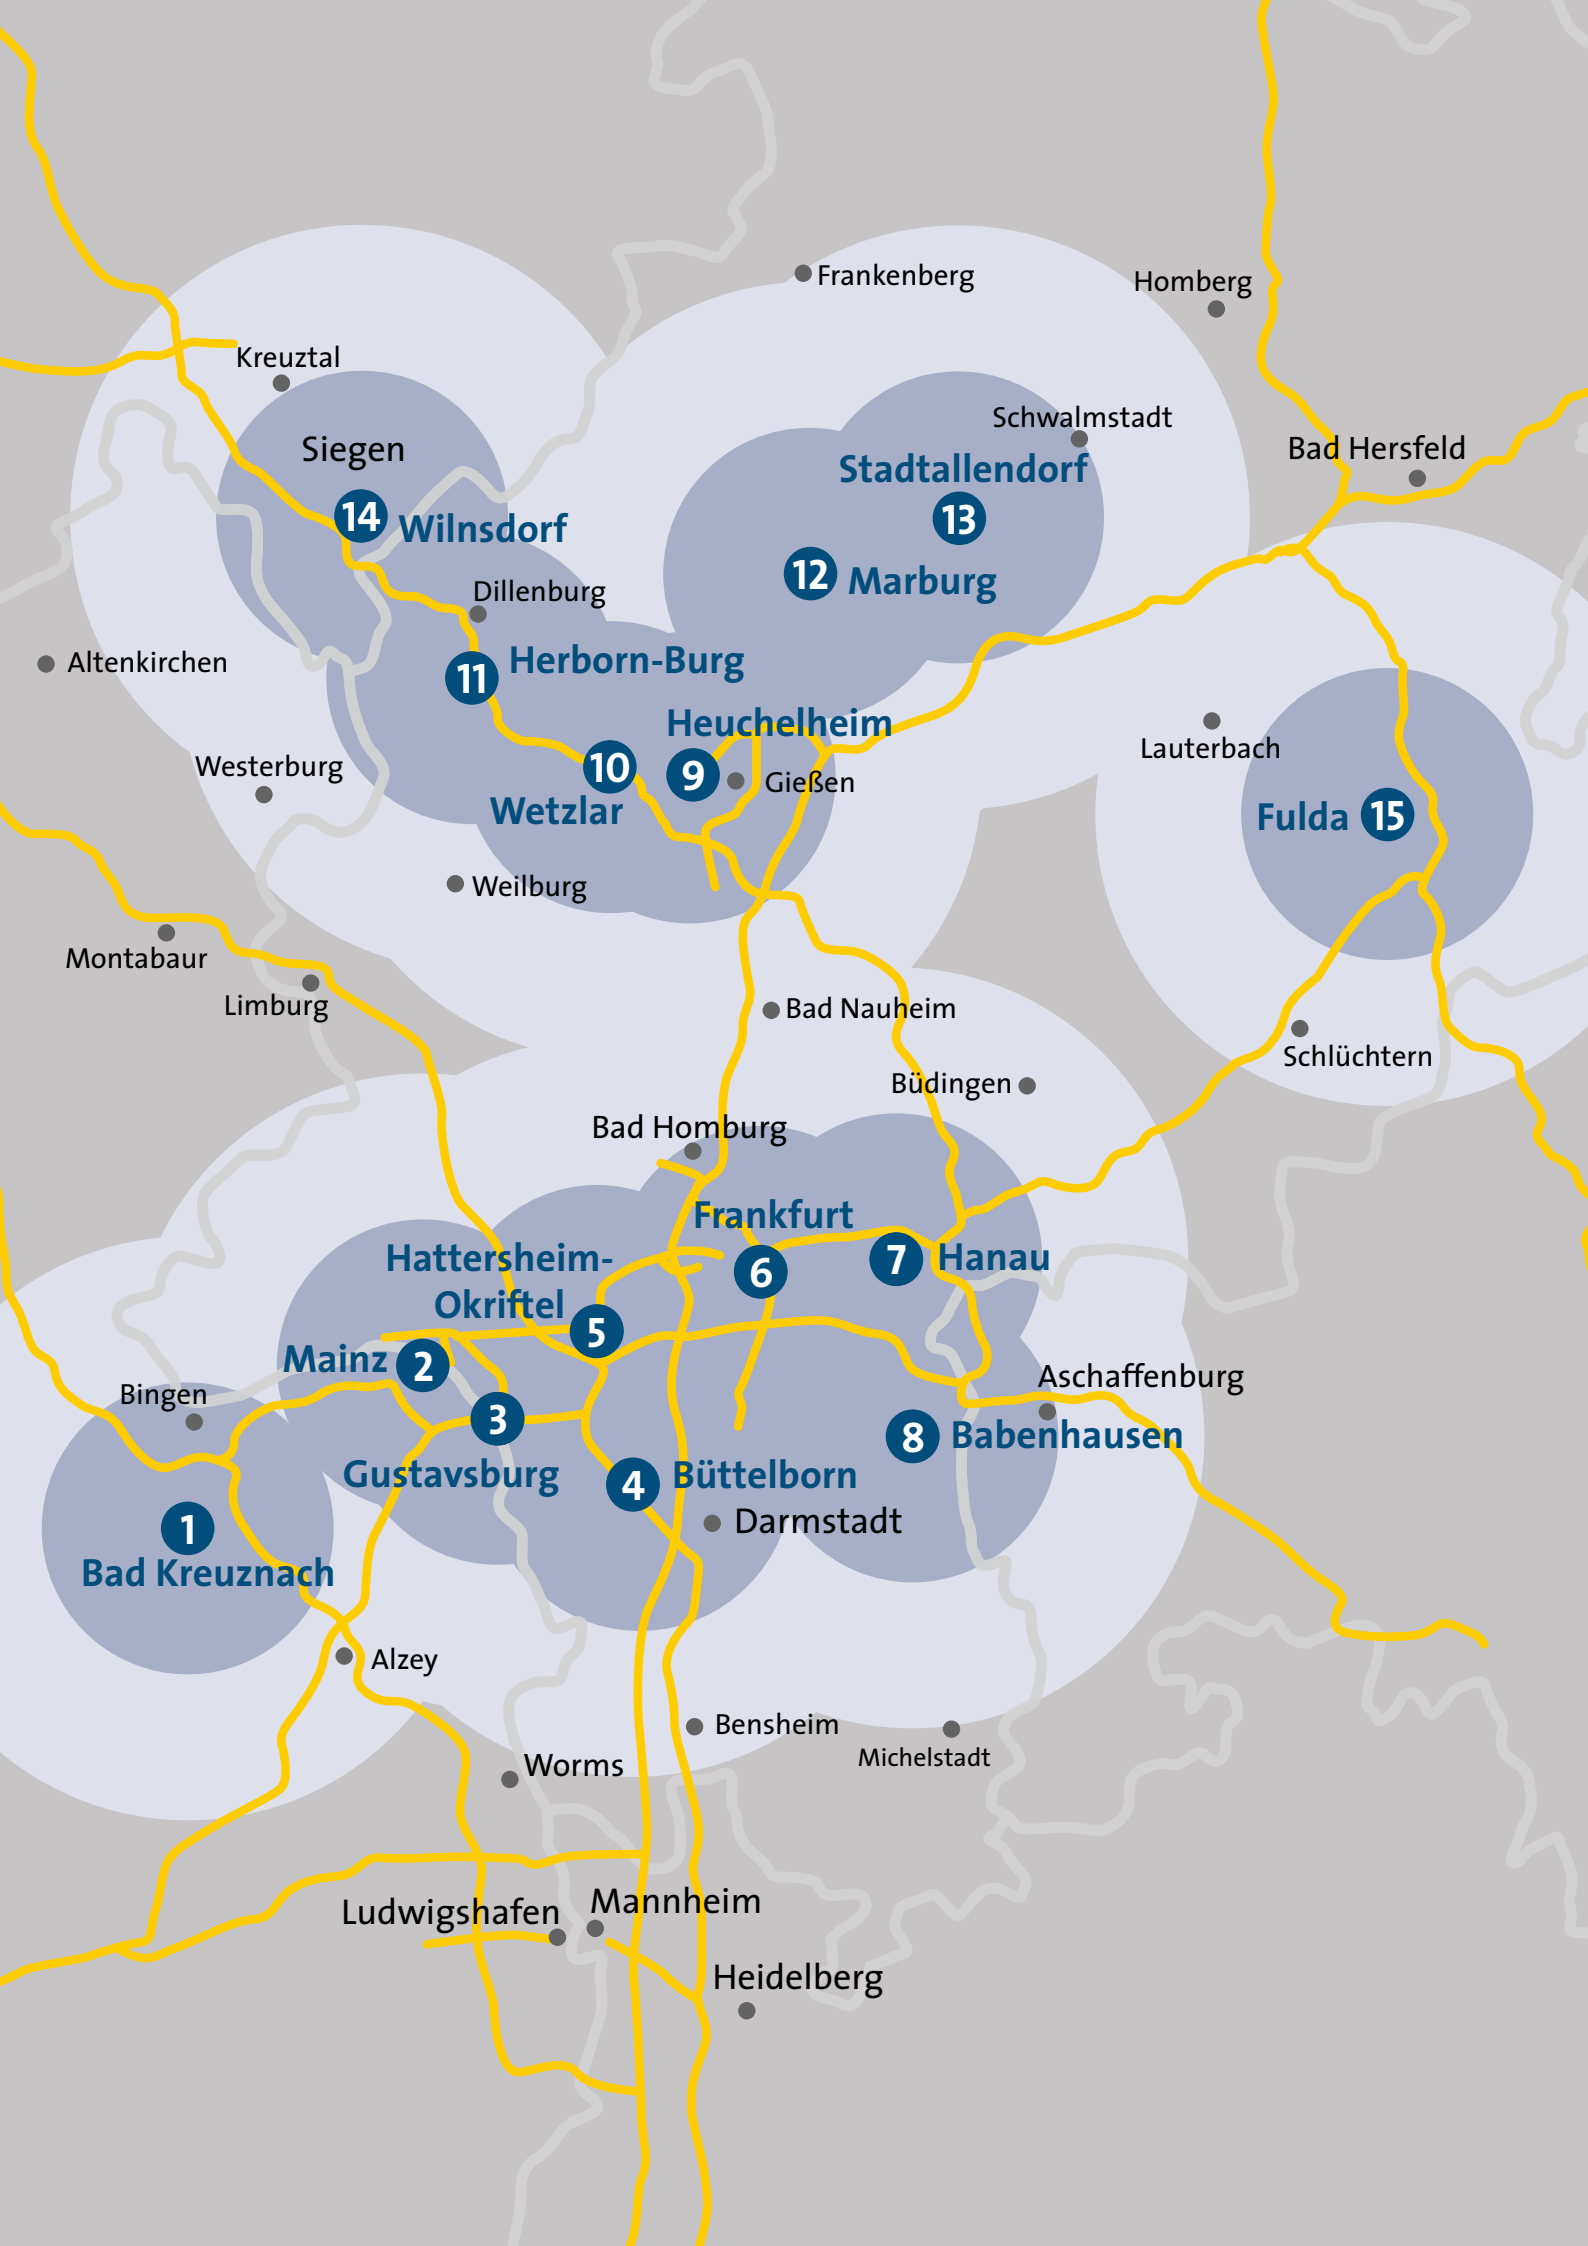 Frankenberg
Homberg
Kreuztal
Schwalmstadt
Siegen
Bad Hersfeld
Stadtallendorf
14
Wilnsdorf
13
12
Marburg
Dillenburg
Altenkirchen
11
Herborn-Burg
Heuchelheim
Lauterbach
Westerburg
10
9
Gießen
Wetzlar
Fulda
15
Weilburg
Montabaur
Limburg
Bad Nauheim
Schlüchtern
Büdingen
Bad Homburg
Frankfurt
Hattersheim-
Okriftel
6
7
Hanau
5
Mainz
2
Bingen
Aschaffenburg
3
8
Babenhausen
Gustavsburg
4
Büttelborn
1
Darmstadt
Bad Kreuznach
Alzey
Bensheim
Michelstadt
Worms
Ludwigshafen
Mannheim
Heidelberg